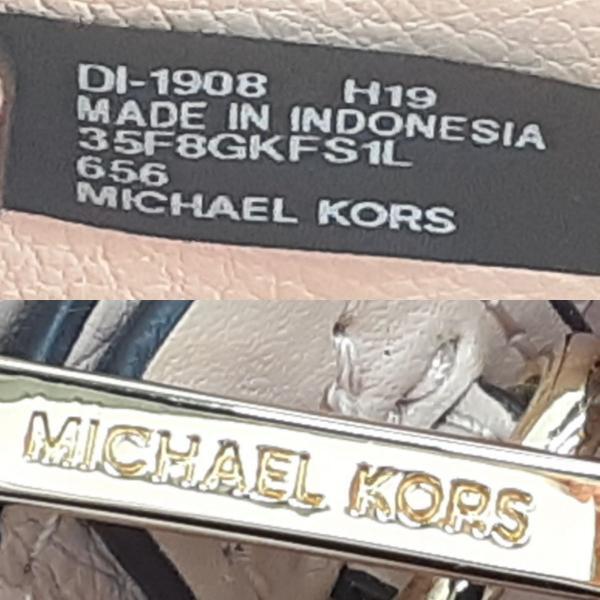 DI-1908 H19
MADE IN INDONESIA
35F8GKFS1L
656
MICHAEL KORS
MICHAEL KORS